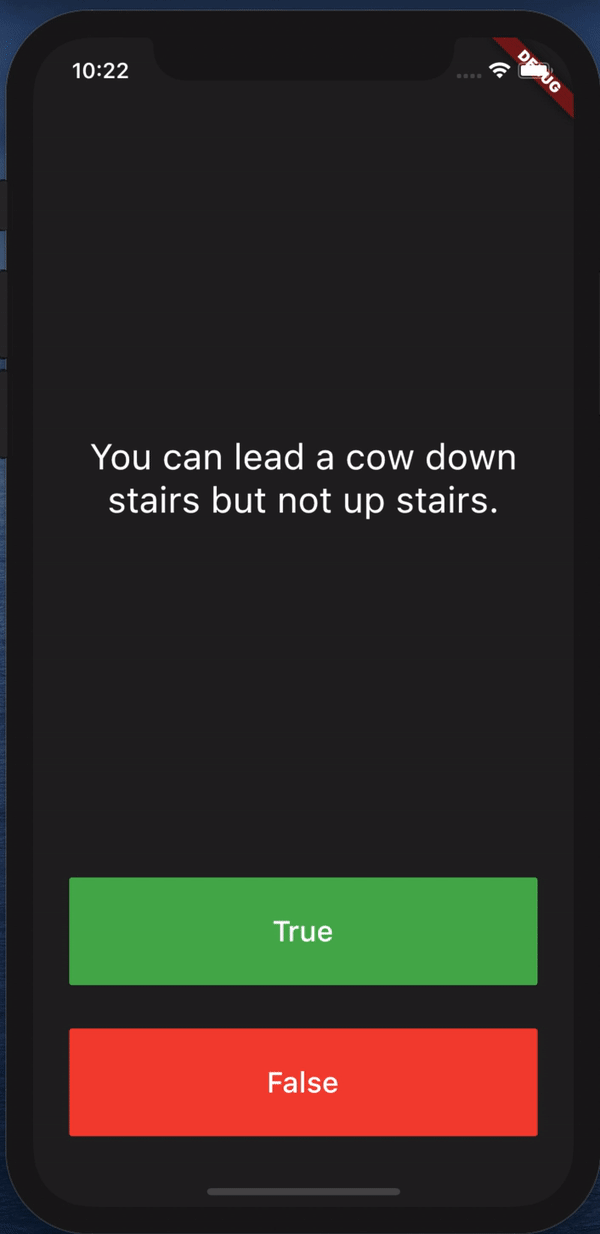 10:22
DEBUG
You can lead a cow down
stairs but not up stairs.
True
False